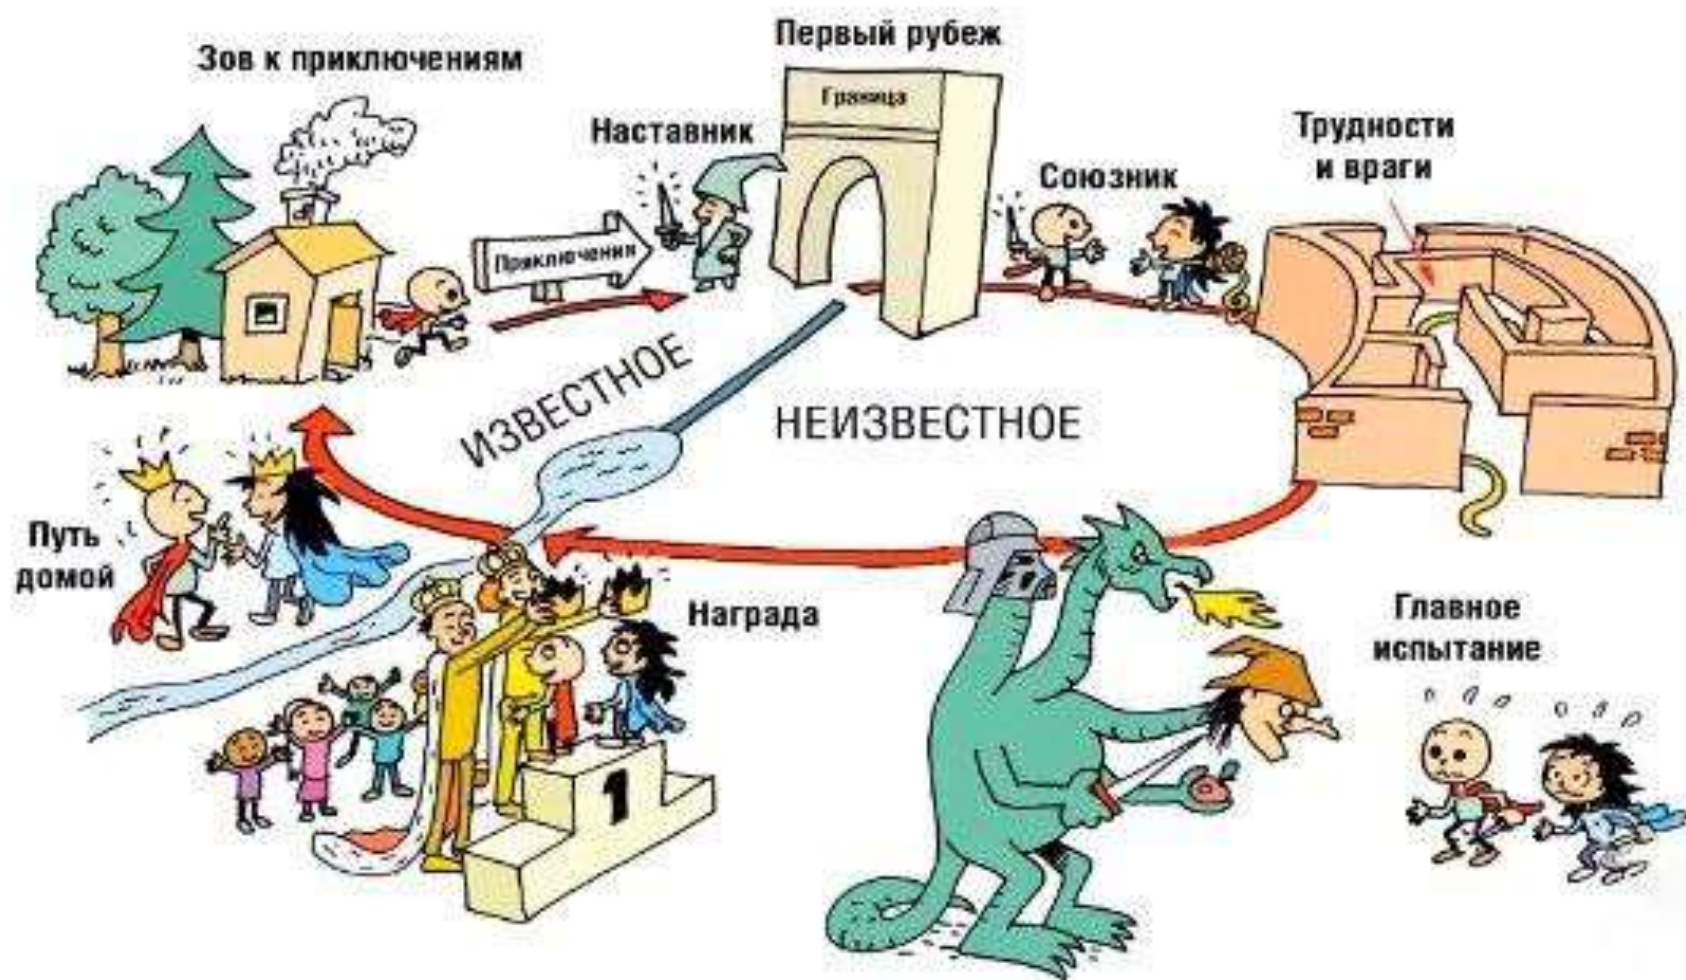 Зов к приключениям
Первый рубеж
Граница
Наставник
Приключения
Союзник
Трудности
и враги
ИЗВЕСТНОЕ
НЕИЗВЕСТНОЕ
Путь
домой
Награда
1
Главное
испытание